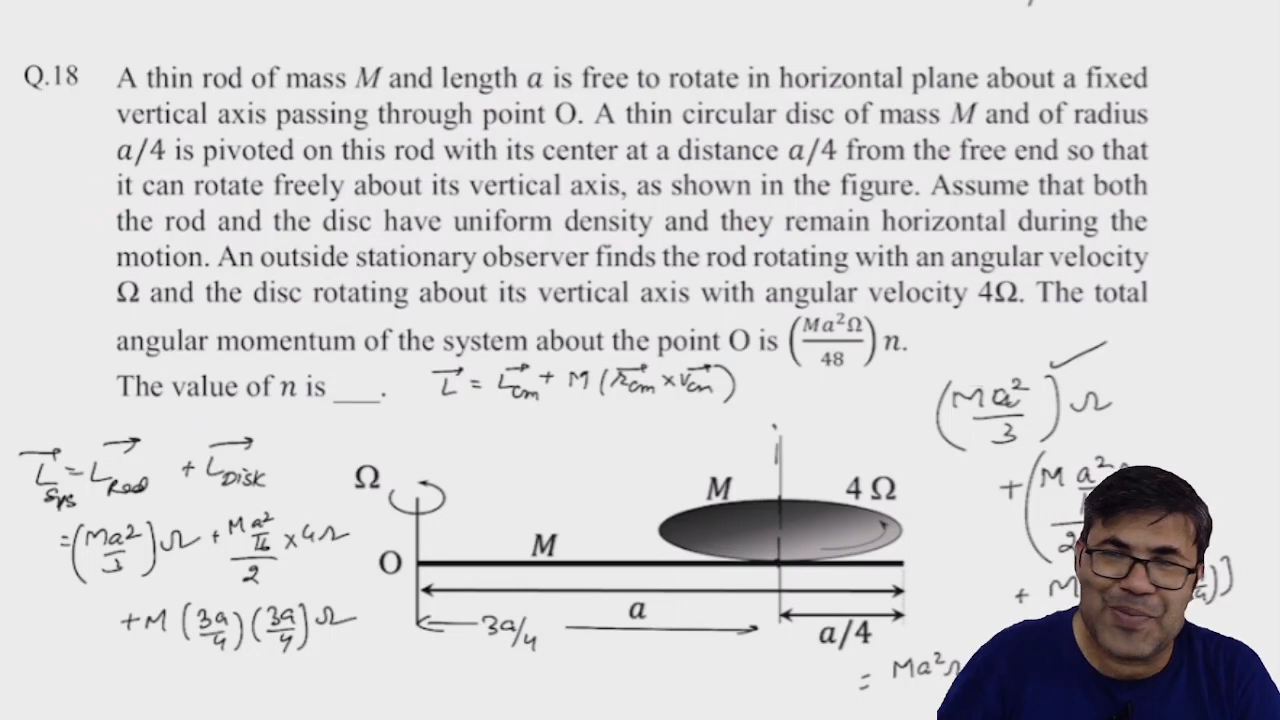 Q.18 A thin rod of mass M and length a is free to rotate in horizontal plane about a fixed
vertical axis passing through point O. A thin circular disc of mass M and of radius
a/4 is pivoted on this rod with its center at a distance a/4 from the free end so that
it can rotate freely about its vertical axis, as shown in the figure. Assume that both
the rod and the disc have uniform density and they remain horizontal during the
motion. An outside stationary observer finds the rod rotating with an angular velocity
Ω and the disc rotating about its vertical axis with angular velocity 4Ω. The total
angular momentum of the system about the point O is (Ma²Ω/48) n.
The value of n is ___.
L⃗ = L⃗cm + M (r⃗cm × v⃗cm)
(Ma²/3) Ω
L⃗sys = L⃗Rod + L⃗Disk
= (Ma²/3) Ω + (M a²/16)/2 × 4Ω
+ M (3a/4) (3a/4) Ω
Ω
M
4 Ω
M
O
a
3a/4
a/4
+ (M a²
2
+ M
= Ma²Ω